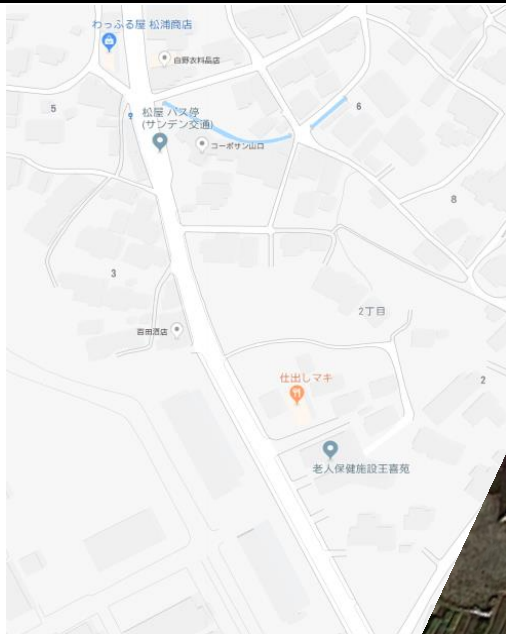 わっふる屋 松浦商店
白野衣料品店
5
6
松屋 バス停
(サンデン交通)
コーポサン山口
8
3
2丁目
百田酒店
仕出しマキ
2
老人保健施設王喜苑